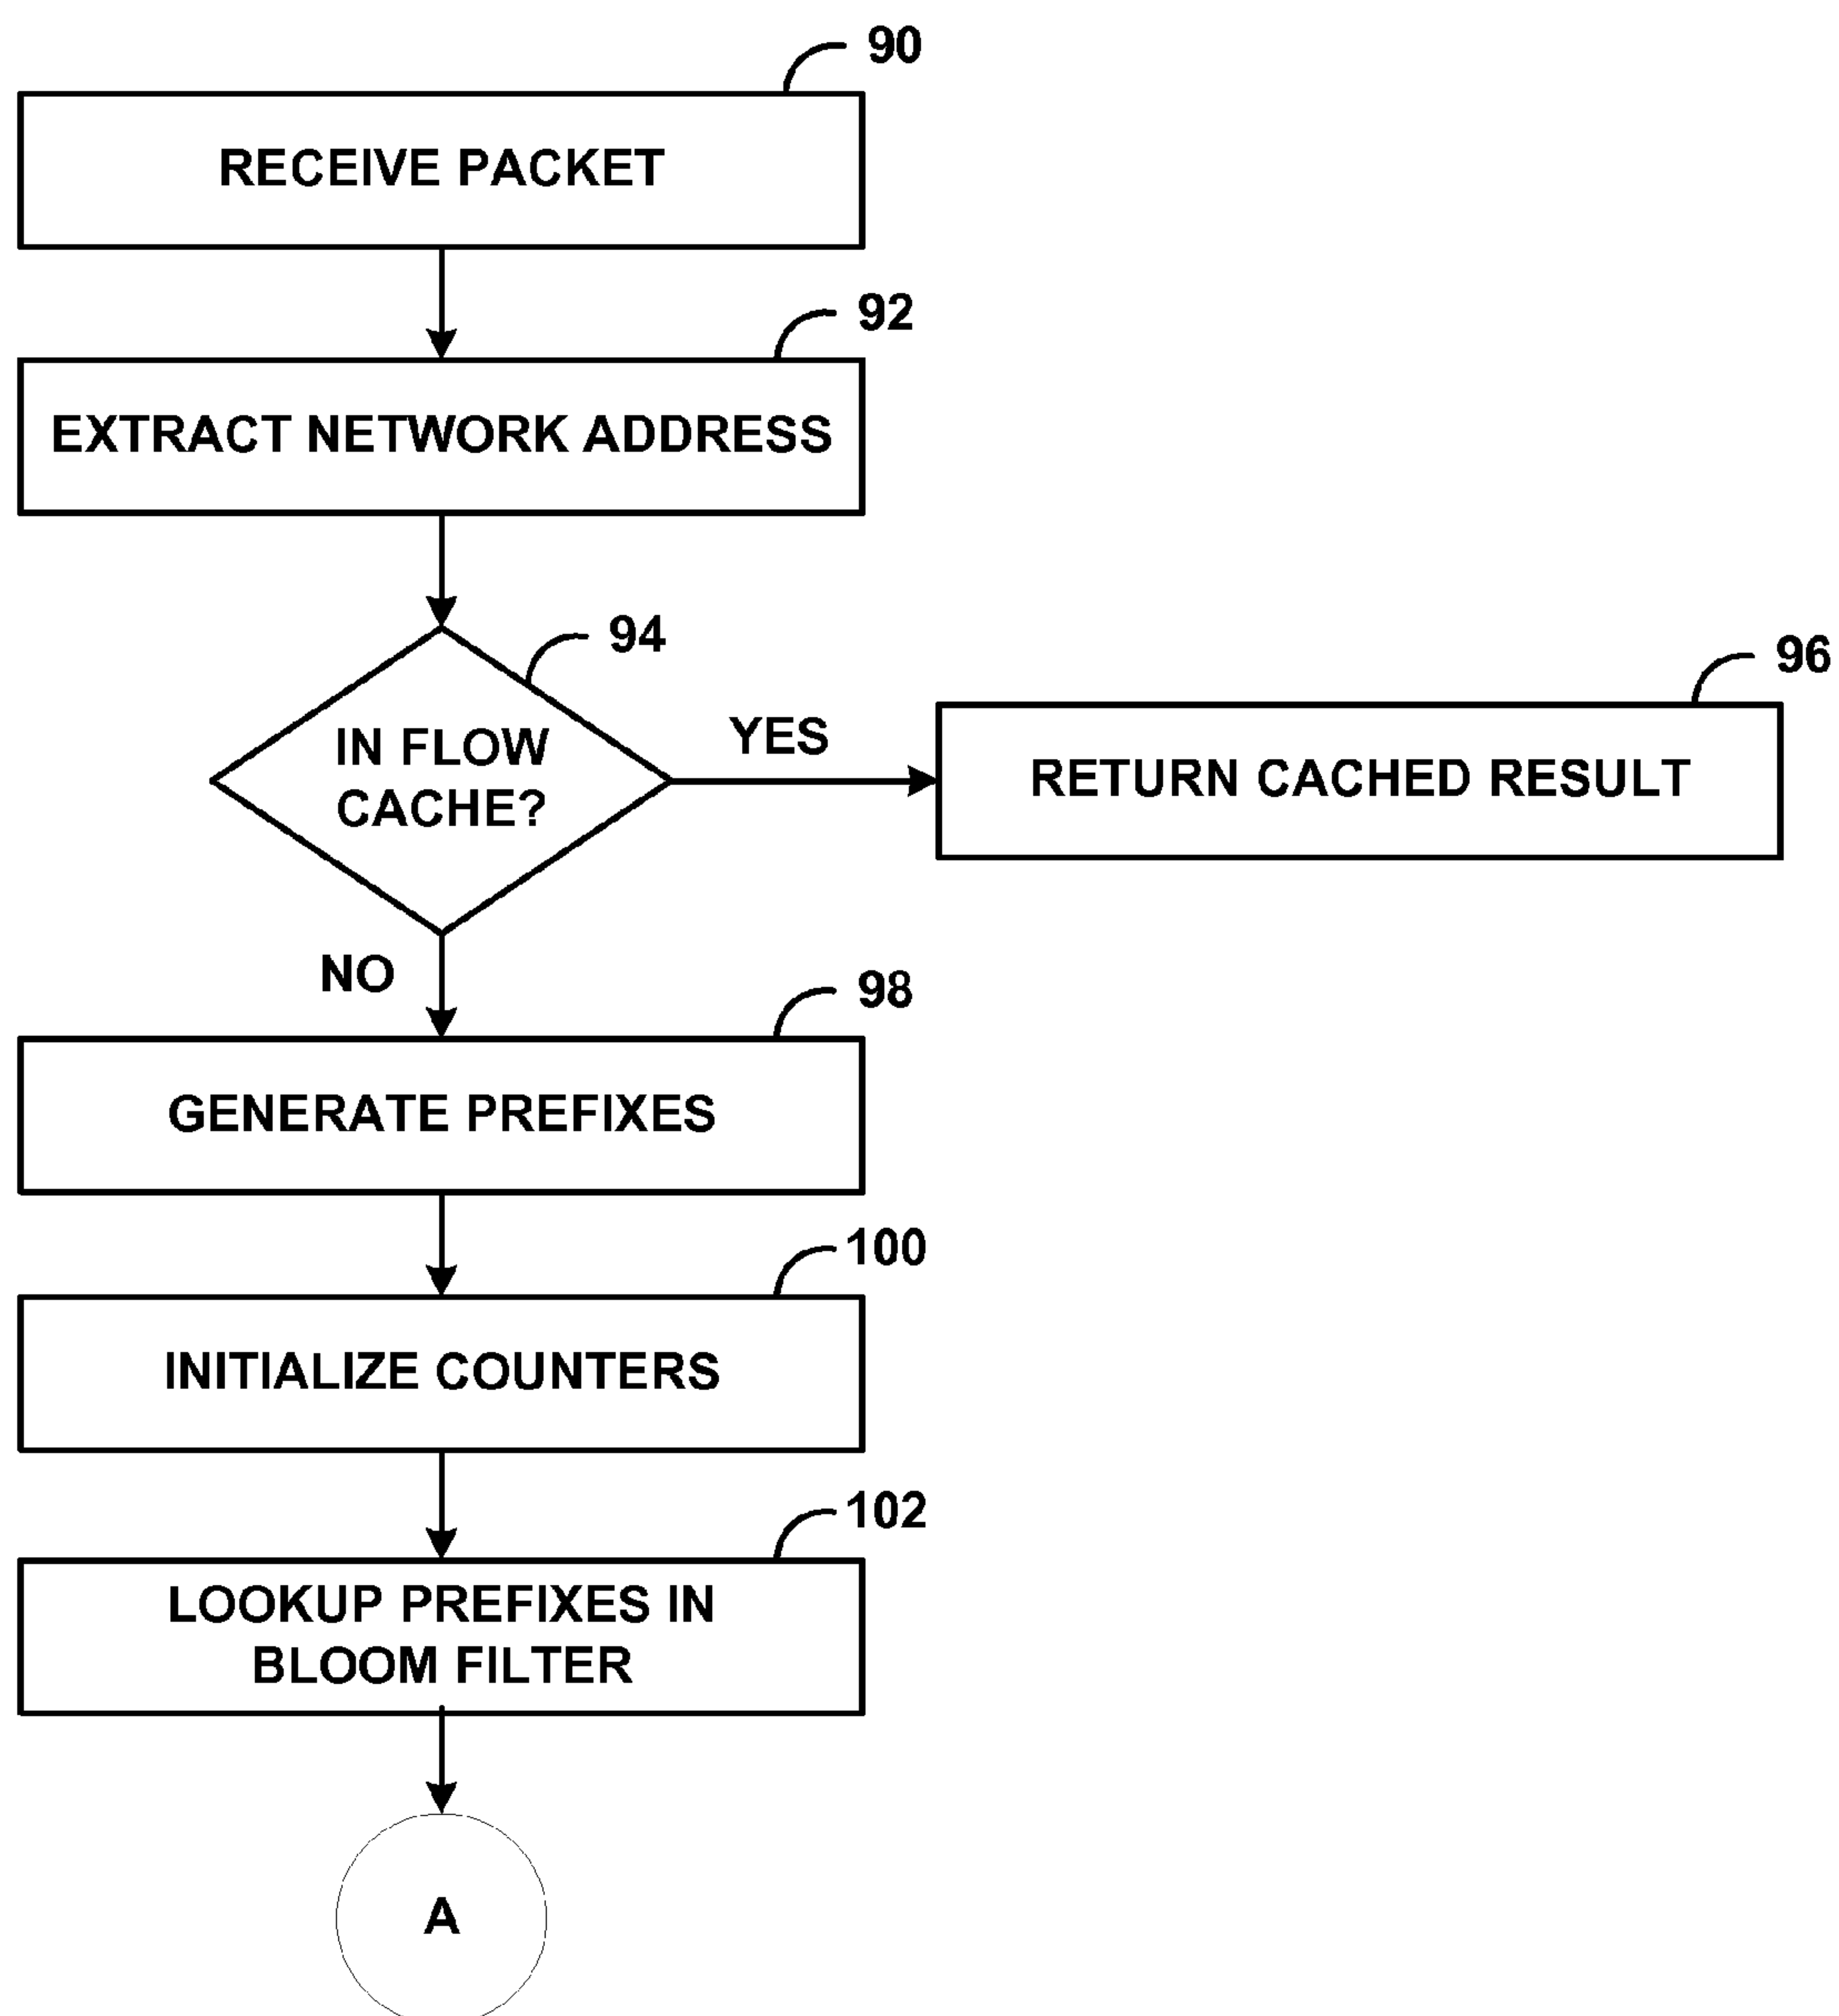 90
RECEIVE PACKET
92
EXTRACT NETWORK ADDRESS
94
IN FLOW
CACHE?
YES
96
RETURN CACHED RESULT
NO
98
GENERATE PREFIXES
100
INITIALIZE COUNTERS
102
LOOKUP PREFIXES IN
BLOOM FILTER
A